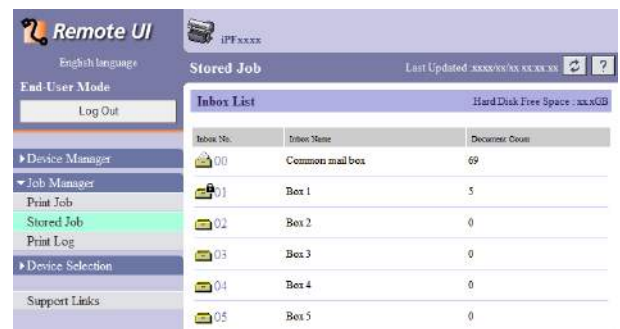 Remote UI
English language
End-User Mode
Log Out
Device Manager
Job Manager
Print Job
Stored Job
Print Log
Device Selection
Support Links
iPFxxxx
Stored Job
Last Updated :xxxx/xx/xx xx:xx:xx
?
Inbox List
Hard Disk Free Space : xx.xGB
Inbox No. Inbox Name Document Count
00 Common mail box 69
01 Box 1 5
02 Box 2 0
03 Box 3 0
04 Box 4 0
05 Box 5 0